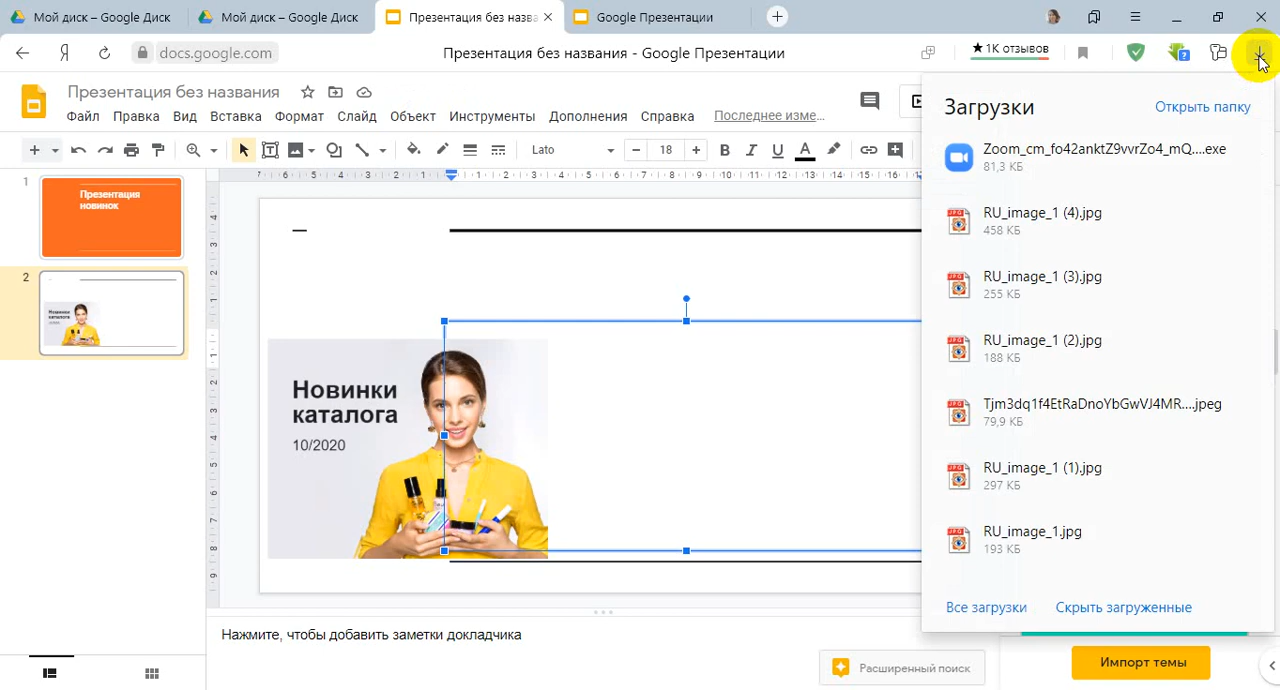 Мой диск – Google Диск
Мой диск – Google Диск
Презентация без назва
Google Презентации
docs.google.com
Презентация без названия - Google Презентации
★1К отзывов
Презентация без названия
Файл Правка Вид Вставка Формат Слайд Объект Инструменты Дополнения Справка Последнее изме...
Lato
18
B I U A
Загрузки
Открыть папку
Zoom_cm_fo42anktZ9vvrZo4_mQ....exe
81,3 КБ
RU_image_1 (4).jpg
458 КБ
RU_image_1 (3).jpg
255 КБ
RU_image_1 (2).jpg
188 КБ
Tjm3dq1f4EtRaDnoYbGwVJ4MR....jpeg
79,9 КБ
RU_image_1 (1).jpg
297 КБ
RU_image_1.jpg
193 КБ
Все загрузки
Скрыть загруженные
1
Презентация
новинок
2
Новинки
каталога
Новинки
каталога
10/2020
Нажмите, чтобы добавить заметки докладчика
Расширенный поиск
Импорт темы